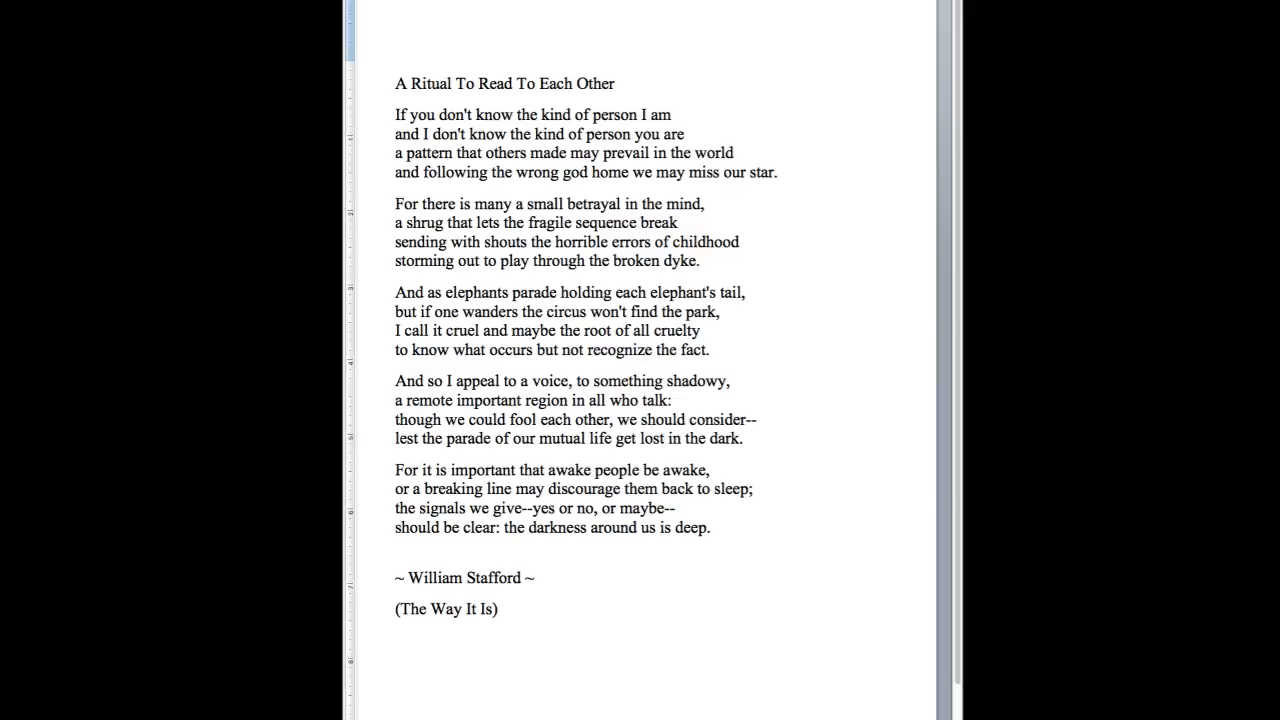 A Ritual To Read To Each Other
If you don't know the kind of person I am
and I don't know the kind of person you are
a pattern that others made may prevail in the world
and following the wrong god home we may miss our star.
For there is many a small betrayal in the mind,
a shrug that lets the fragile sequence break
sending with shouts the horrible errors of childhood
storming out to play through the broken dyke.
And as elephants parade holding each elephant's tail,
but if one wanders the circus won't find the park,
I call it cruel and maybe the root of all cruelty
to know what occurs but not recognize the fact.
And so I appeal to a voice, to something shadowy,
a remote important region in all who talk:
though we could fool each other, we should consider--
lest the parade of our mutual life get lost in the dark.
For it is important that awake people be awake,
or a breaking line may discourage them back to sleep;
the signals we give--yes or no, or maybe--
should be clear: the darkness around us is deep.
~ William Stafford ~
(The Way It Is)
1
2
3
4
5
6
7
8